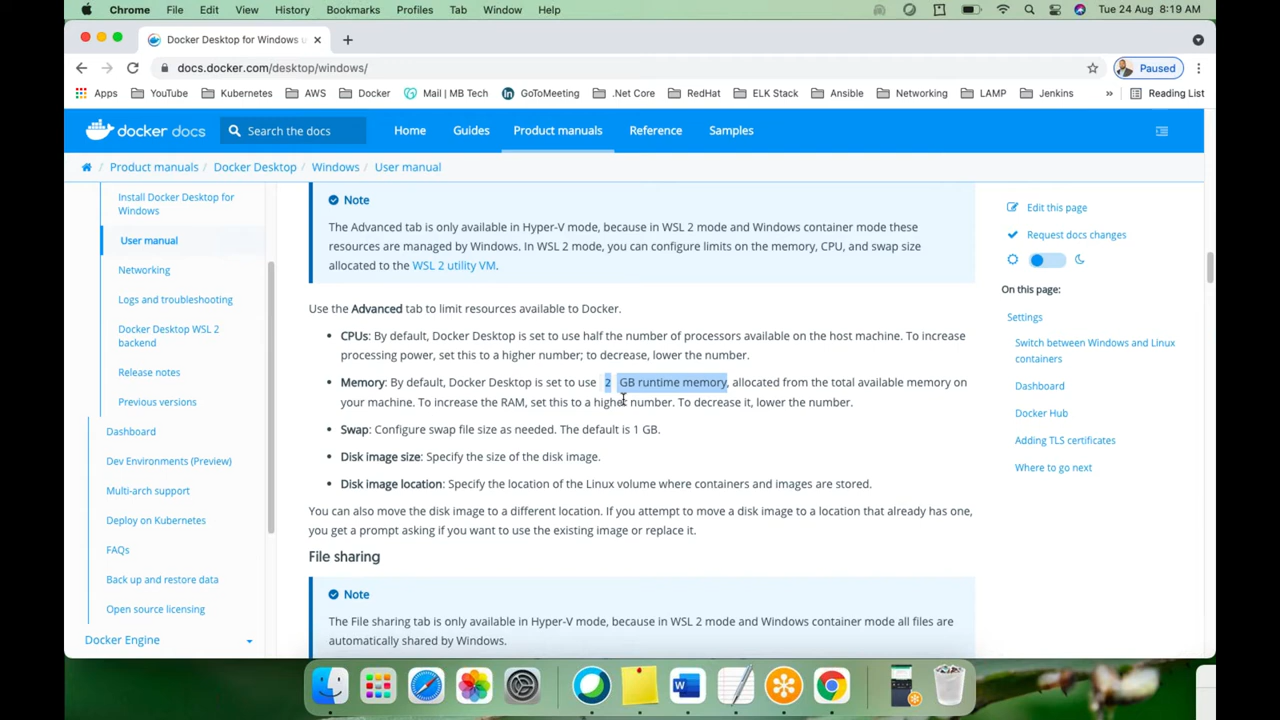 Chrome File Edit View History Bookmarks Profiles Tab Window Help Tue 24 Aug 8:19 AM
Docker Desktop for Windows u
docs.docker.com/desktop/windows/ Paused
Apps YouTube Kubernetes AWS Docker Mail | MB Tech GoToMeeting .Net Core RedHat ELK Stack Ansible Networking LAMP Jenkins » Reading List
docker docs Search the docs Home Guides Product manuals Reference Samples
/ Product manuals / Docker Desktop / Windows / User manual
Install Docker Desktop for
Windows
User manual
Networking
Logs and troubleshooting
Docker Desktop WSL 2
backend
Release notes
Previous versions
Dashboard
Dev Environments (Preview)
Multi-arch support
Deploy on Kubernetes
FAQs
Back up and restore data
Open source licensing
Docker Engine
Note
The Advanced tab is only available in Hyper-V mode, because in WSL 2 mode and Windows container mode these
resources are managed by Windows. In WSL 2 mode, you can configure limits on the memory, CPU, and swap size
allocated to the WSL 2 utility VM.
Use the Advanced tab to limit resources available to Docker.
• CPUs: By default, Docker Desktop is set to use half the number of processors available on the host machine. To increase
processing power, set this to a higher number; to decrease, lower the number.
• Memory: By default, Docker Desktop is set to use 2 GB runtime memory, allocated from the total available memory on
your machine. To increase the RAM, set this to a higher number. To decrease it, lower the number.
• Swap: Configure swap file size as needed. The default is 1 GB.
• Disk image size: Specify the size of the disk image.
• Disk image location: Specify the location of the Linux volume where containers and images are stored.
You can also move the disk image to a different location. If you attempt to move a disk image to a location that already has one,
you get a prompt asking if you want to use the existing image or replace it.
File sharing
Note
The File sharing tab is only available in Hyper-V mode, because in WSL 2 mode and Windows container mode all files are
automatically shared by Windows.
Edit this page
Request docs changes
On this page:
Settings
Switch between Windows and Linux
containers
Dashboard
Docker Hub
Adding TLS certificates
Where to go next